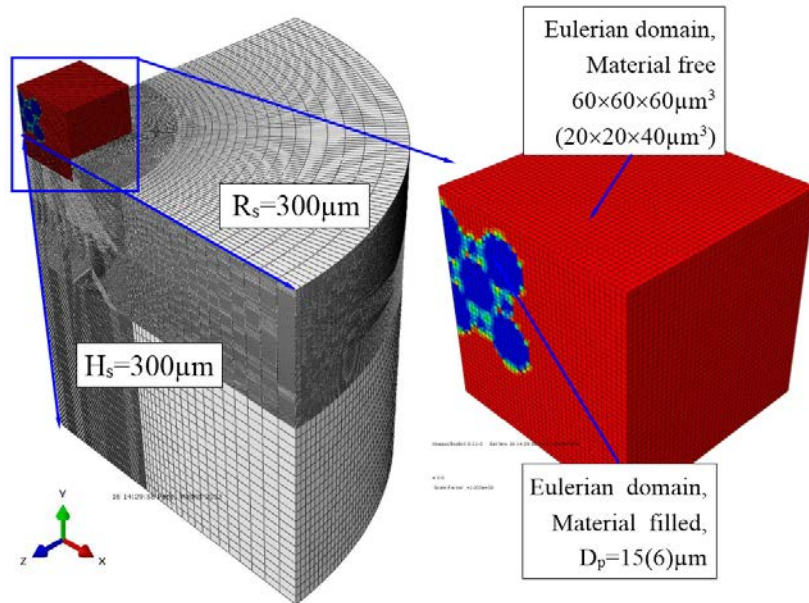 Eulerian domain,
Material free
60×60×60μm³
(20×20×40μm³)
Rₛ=300μm
Hₛ=300μm
Eulerian domain,
Material filled,
Dₚ=15(6)μm
Y
Z
X